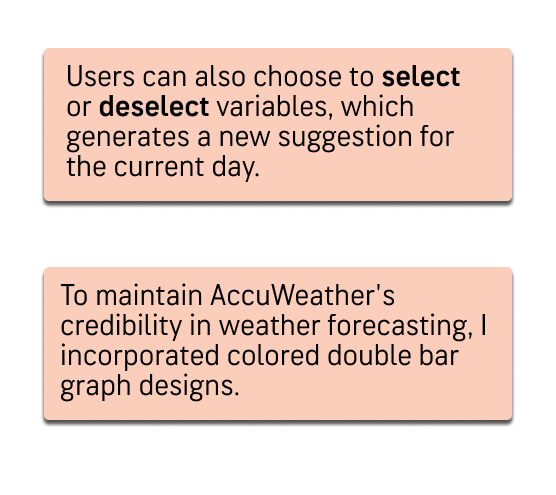 Users can also choose to select
or deselect variables, which
generates a new suggestion for
the current day.
To maintain AccuWeather's
credibility in weather forecasting, I
incorporated colored double bar
graph designs.